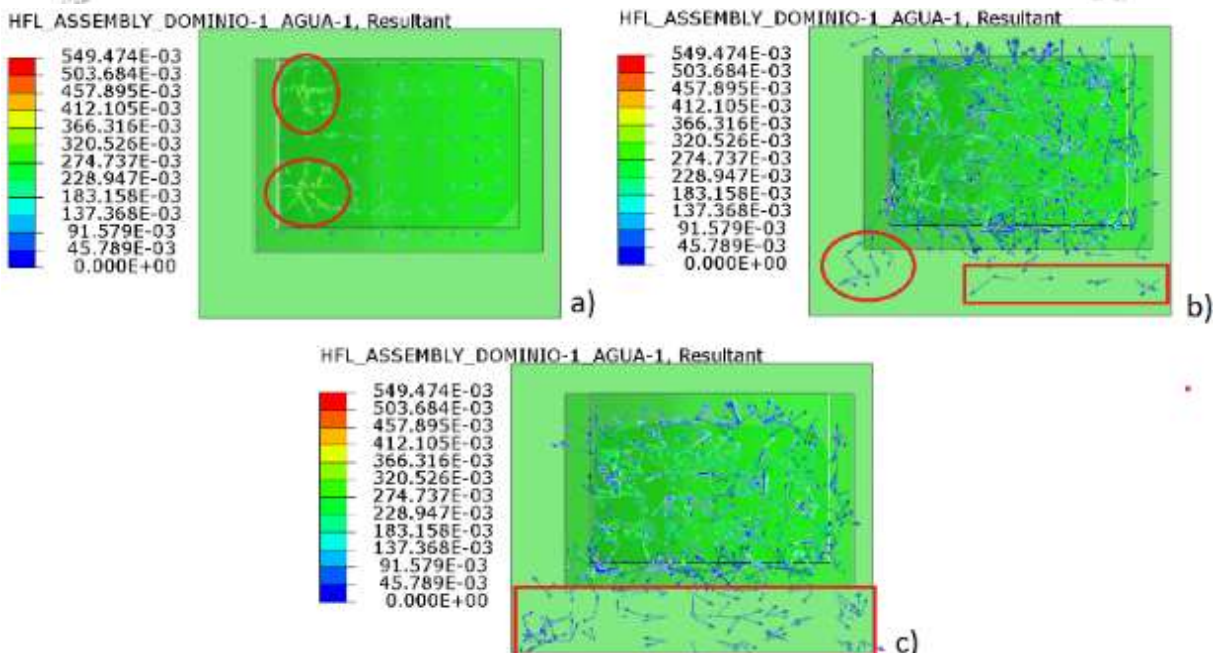 HFL_ASSEMBLY_DOMINIO-1_AGUA-1, Resultant
549.474E-03
503.684E-03
457.895E-03
412.105E-03
366.316E-03
320.526E-03
274.737E-03
228.947E-03
183.158E-03
137.368E-03
91.579E-03
45.789E-03
0.000E+00
a)
HFL_ASSEMBLY_DOMINIO-1_AGUA-1, Resultant
549.474E-03
503.684E-03
457.895E-03
412.105E-03
366.316E-03
320.526E-03
274.737E-03
228.947E-03
183.158E-03
137.368E-03
91.579E-03
45.789E-03
0.000E+00
b)
HFL_ASSEMBLY_DOMINIO-1_AGUA-1, Resultant
549.474E-03
503.684E-03
457.895E-03
412.105E-03
366.316E-03
320.526E-03
274.737E-03
228.947E-03
183.158E-03
137.368E-03
91.579E-03
45.789E-03
0.000E+00
c)